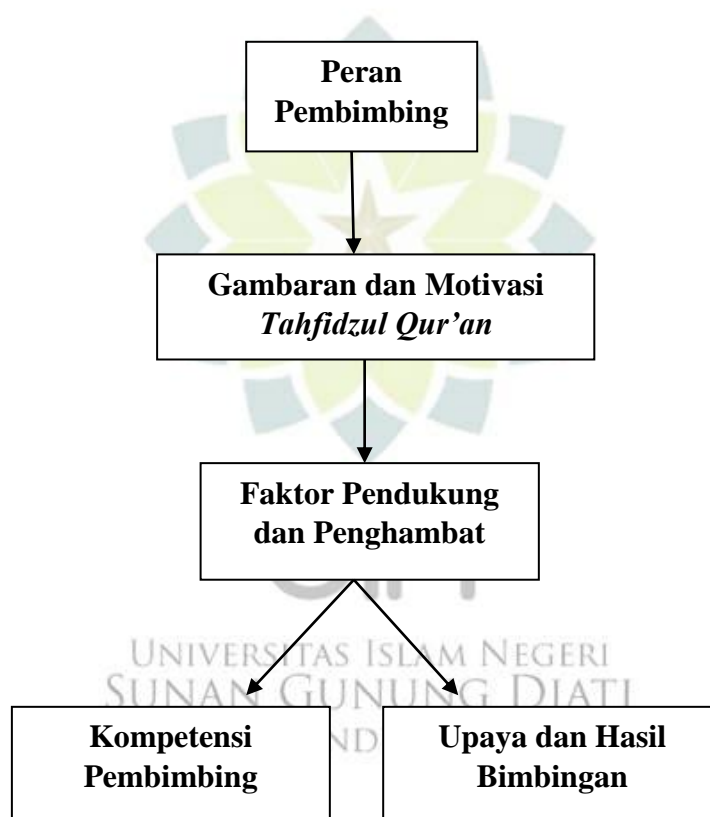 Peran
Pembimbing
Gambaran dan Motivasi
Tahfidzul Qur’an
Faktor Pendukung
dan Penghambat
UNIVERSITAS ISLAM NEGERI
SUNAN GUNUNG DJATI
Kompetensi
Pembimbing
Upaya dan Hasil
Bimbingan